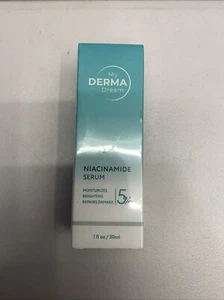 My
DERMA
Dream
NIACINAMIDE
SERUM
MOISTURIZES
BRIGHTENS
REPAIRS DAMAGE
5%
1 fl oz / 30ml